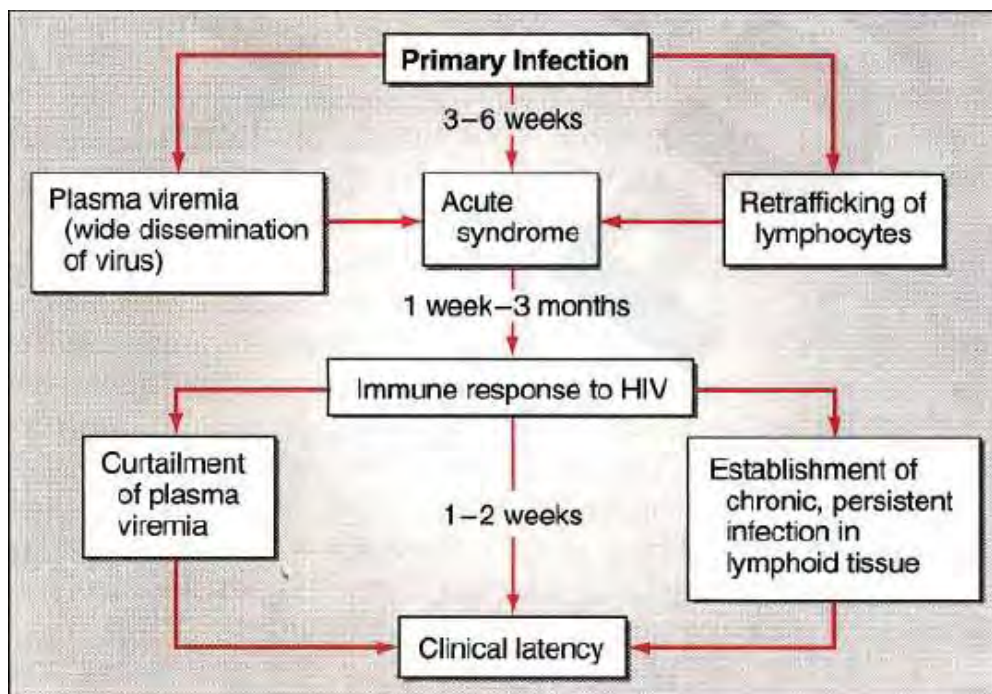 Primary Infection
3–6 weeks
Plasma viremia
(wide dissemination
of virus)
Acute
syndrome
Retrafficking of
lymphocytes
1 week–3 months
Immune response to HIV
Curtailment
of plasma
viremia
1–2 weeks
Establishment of
chronic, persistent
infection in
lymphoid tissue
Clinical latency